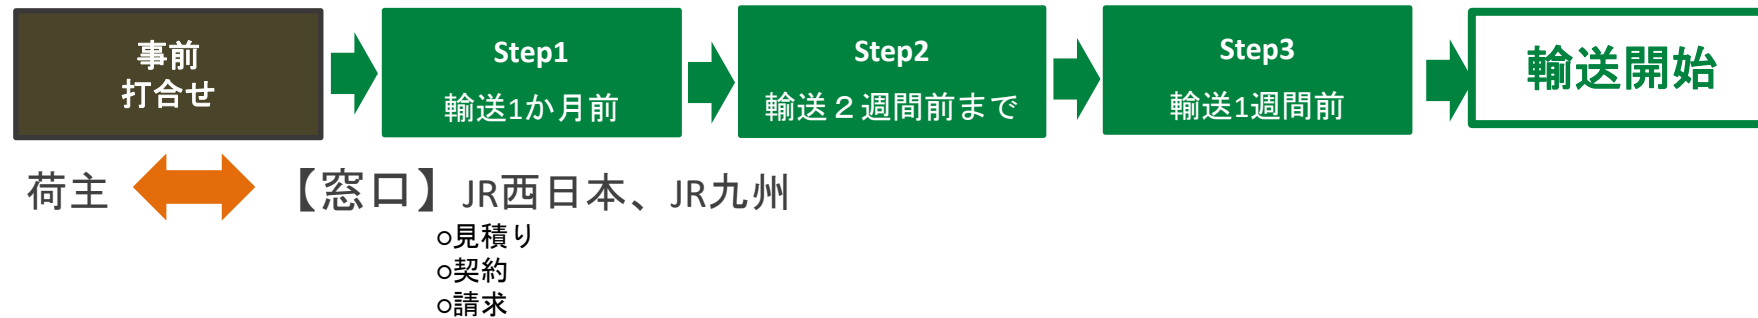 事前
打合せ
Step1
輸送1か月前
Step2
輸送２週間前まで
Step3
輸送1週間前
輸送開始
荷主
【窓口】JR西日本、JR九州
○見積り
○契約
○請求